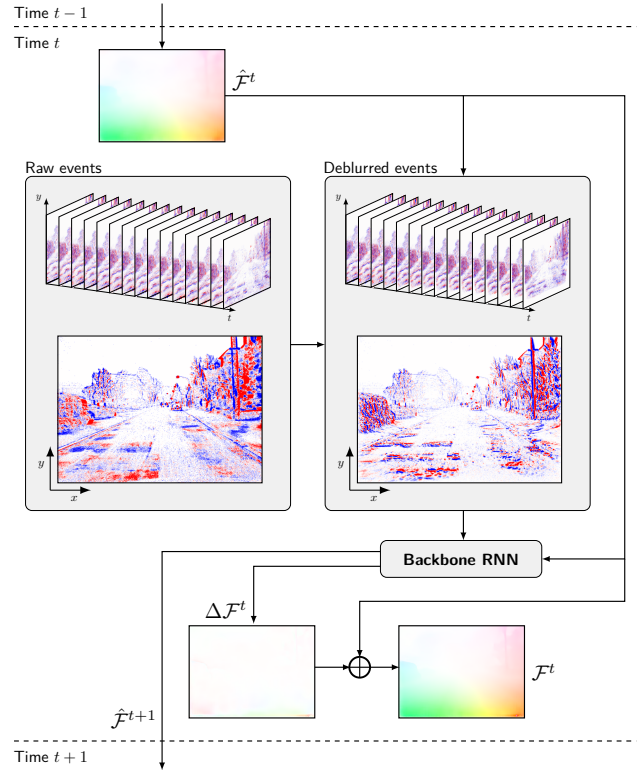 Time t − 1
Time t
F̂^t
Raw events
Deblurred events
y
y
t
t
y
y
x
x
Backbone RNN
ΔF^t
F^t
F̂^{t+1}
Time t + 1